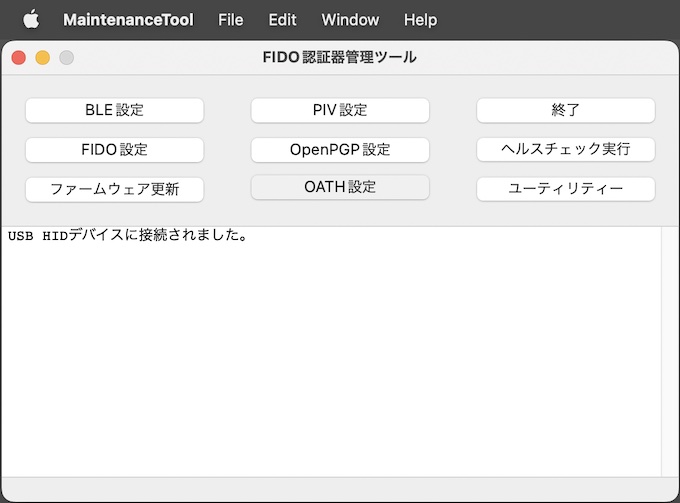 MaintenanceTool File Edit Window Help
FIDO認証器管理ツール
BLE設定 PIV設定 終了
FIDO設定 OpenPGP設定 ヘルスチェック実行
ファームウェア更新 OATH設定 ユーティリティー
USB HIDデバイスに接続されました。